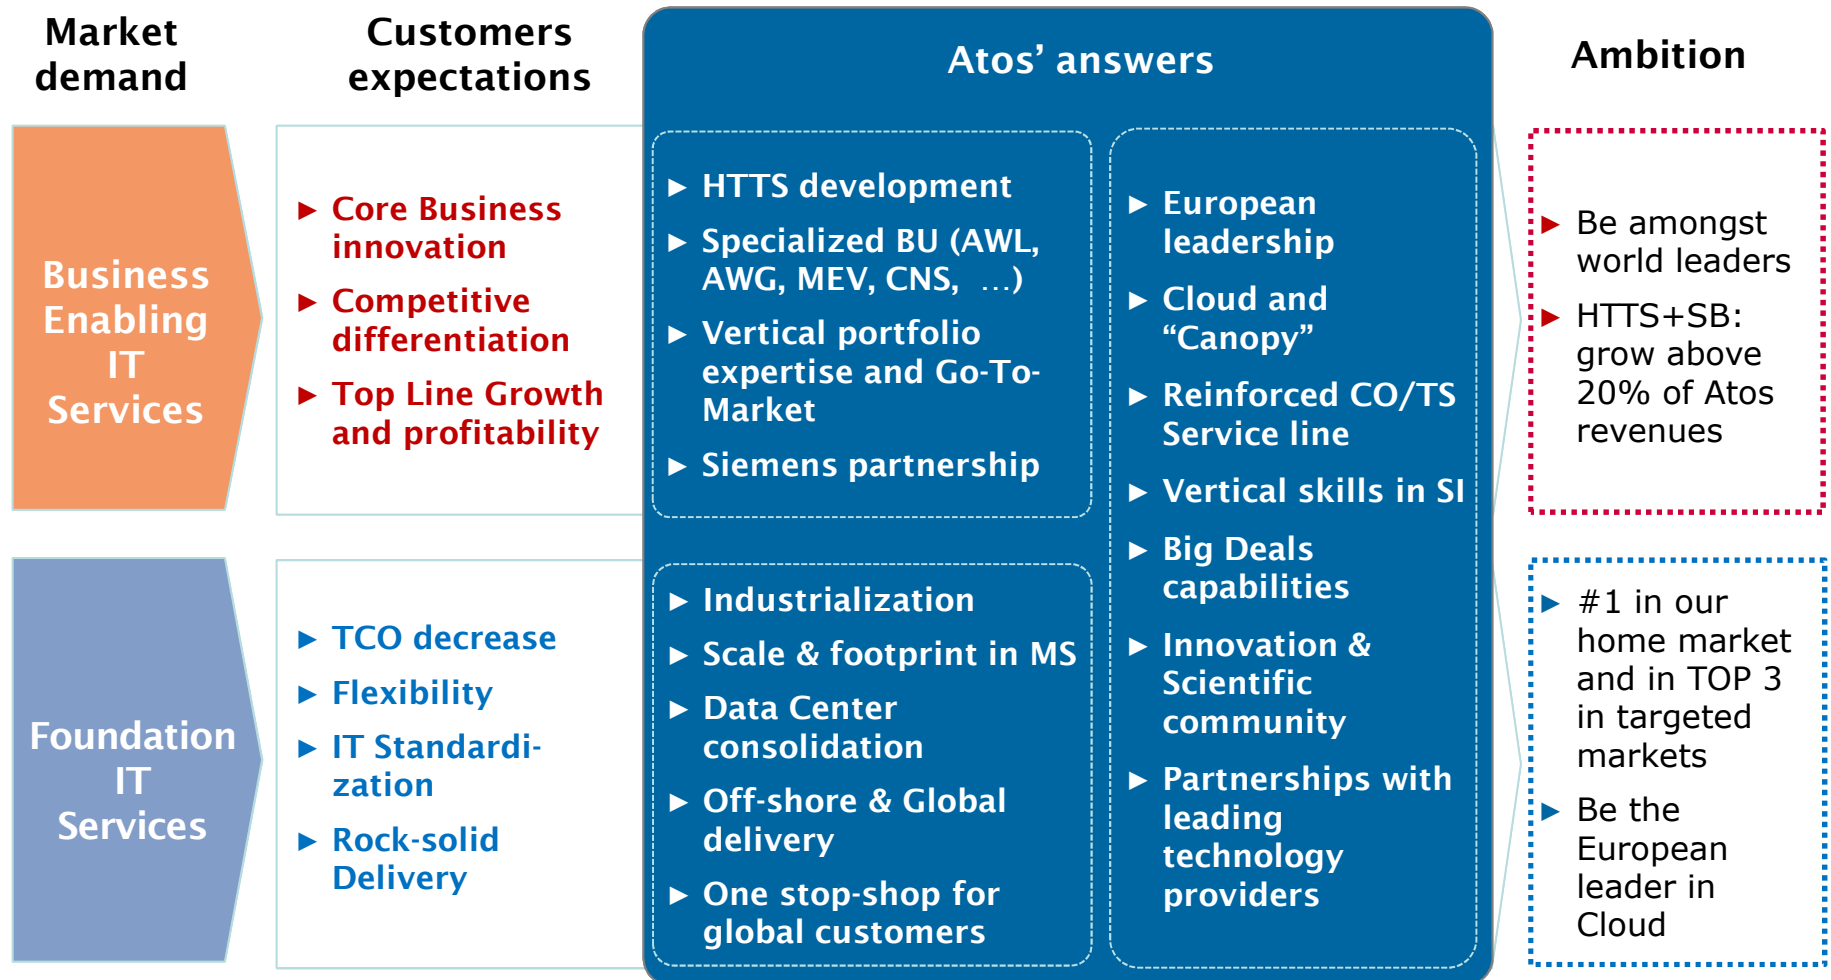 Market
demand
Customers
expectations
Atos’ answers
Ambition
Business
Enabling
IT
Services
► Core Business
innovation
► Competitive
differentiation
► Top Line Growth
and profitability
► HTTS development
► Specialized BU (AWL,
AWG, MEV, CNS, …)
► Vertical portfolio
expertise and Go-To-
Market
► Siemens partnership
► European
leadership
► Cloud and
“Canopy”
► Reinforced CO/TS
Service line
► Vertical skills in SI
► Big Deals
capabilities
► Innovation &
Scientific
community
► Partnerships with
leading
technology
providers
► Be amongst
world leaders
► HTTS+SB:
grow above
20% of Atos
revenues
Foundation
IT
Services
► TCO decrease
► Flexibility
► IT Standardi-
zation
► Rock-solid
Delivery
► Industrialization
► Scale & footprint in MS
► Data Center
consolidation
► Off-shore & Global
delivery
► One stop-shop for
global customers
► #1 in our
home market
and in TOP 3
in targeted
markets
► Be the
European
leader in
Cloud